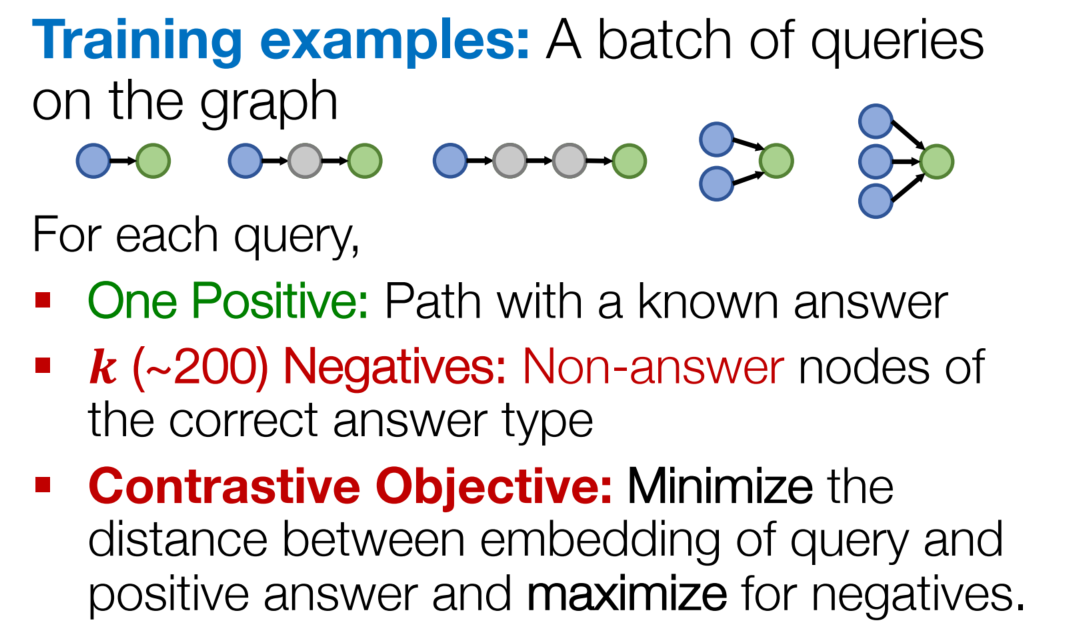 Training examples: A batch of queries
on the graph
For each query,
▪ One Positive: Path with a known answer
▪ k (~200) Negatives: Non-answer nodes of
the correct answer type
▪ Contrastive Objective: Minimize the
distance between embedding of query and
positive answer and maximize for negatives.